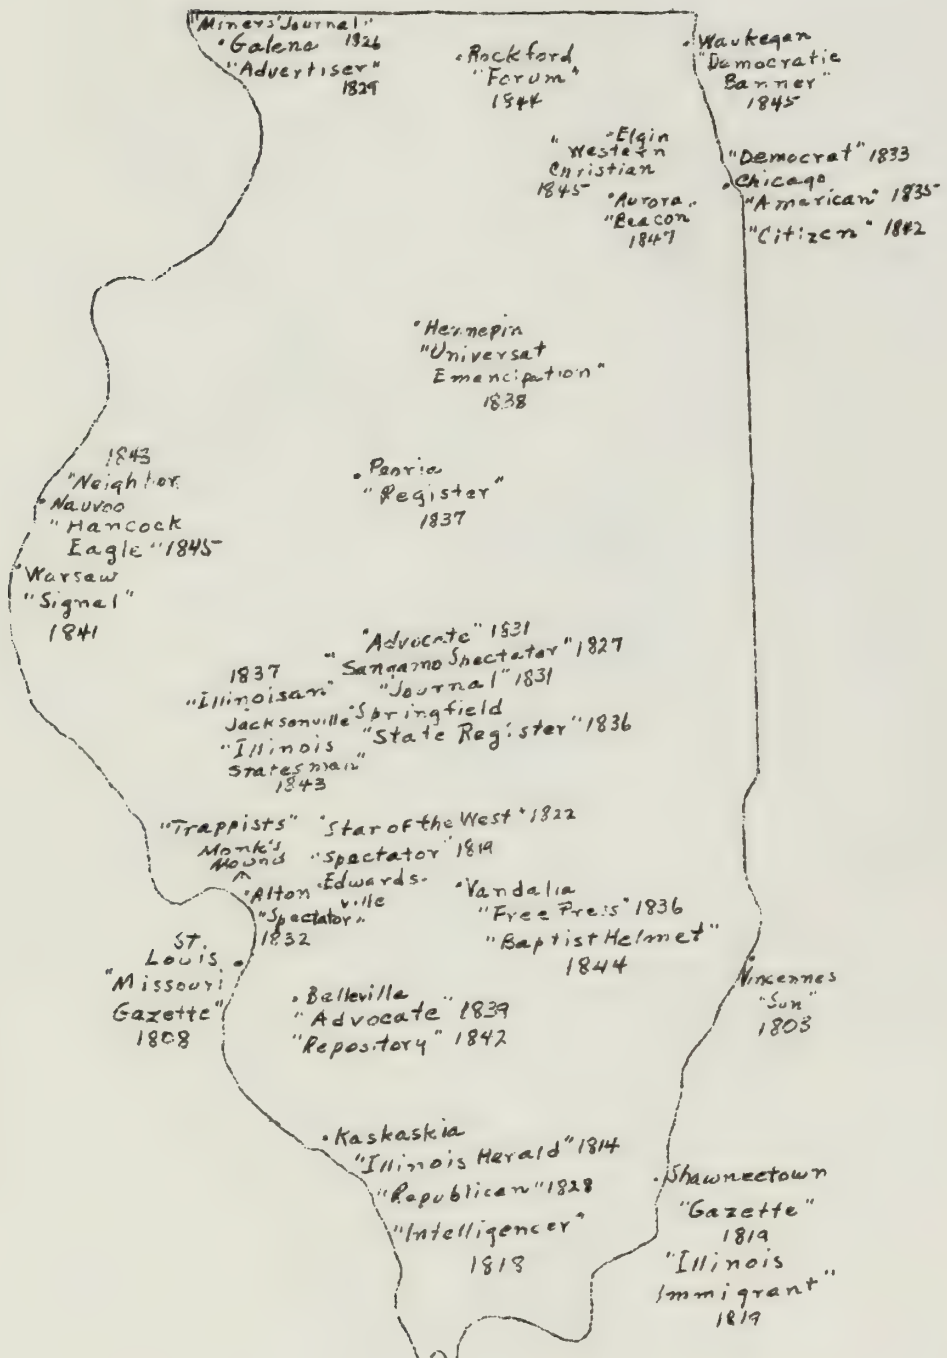 "Miners' Journal"
Galena 1826
"Advertiser"
1829
Rockford
"Forum"
1844
Waukegan
"Democratic
Banner"
1845
Elgin
"Western
Christian
1845
"Democrat" 1833
Chicago
"American" 1835
"Citizen" 1842
Aurora
"Beacon
1847
Hennepin
"Universat
Emancipation"
1838
Peoria
"Register"
1837
1843
"Neighbor
Nauvoo
"Hancock
Eagle" 1845
Warsaw
"Signal"
1841
"Advocate" 1831
"Sangamo Spectator" 1827
"Journal" 1831
Springfield
"State Register" 1836
1837
"Illinoisan"
Jacksonville
"Illinois
Statesman"
1843
"Trappists"
Monk's
Mound
"Star of the West" 1822
"Spectator" 1819
Edwards-
ville
Alton
"Spectator"
1832
Vandalia
"Free Press" 1836
"Baptist Helmet"
1844
St.
Louis
"Missouri
Gazette"
1808
Belleville
"Advocate" 1839
"Repository" 1842
Vincennes
"Sun"
1803
Kaskaskia
"Illinois Herald" 1814
"Republican" 1828
"Intelligencer"
1818
Shawneetown
"Gazette"
1819
"Illinois
Immigrant"
1819